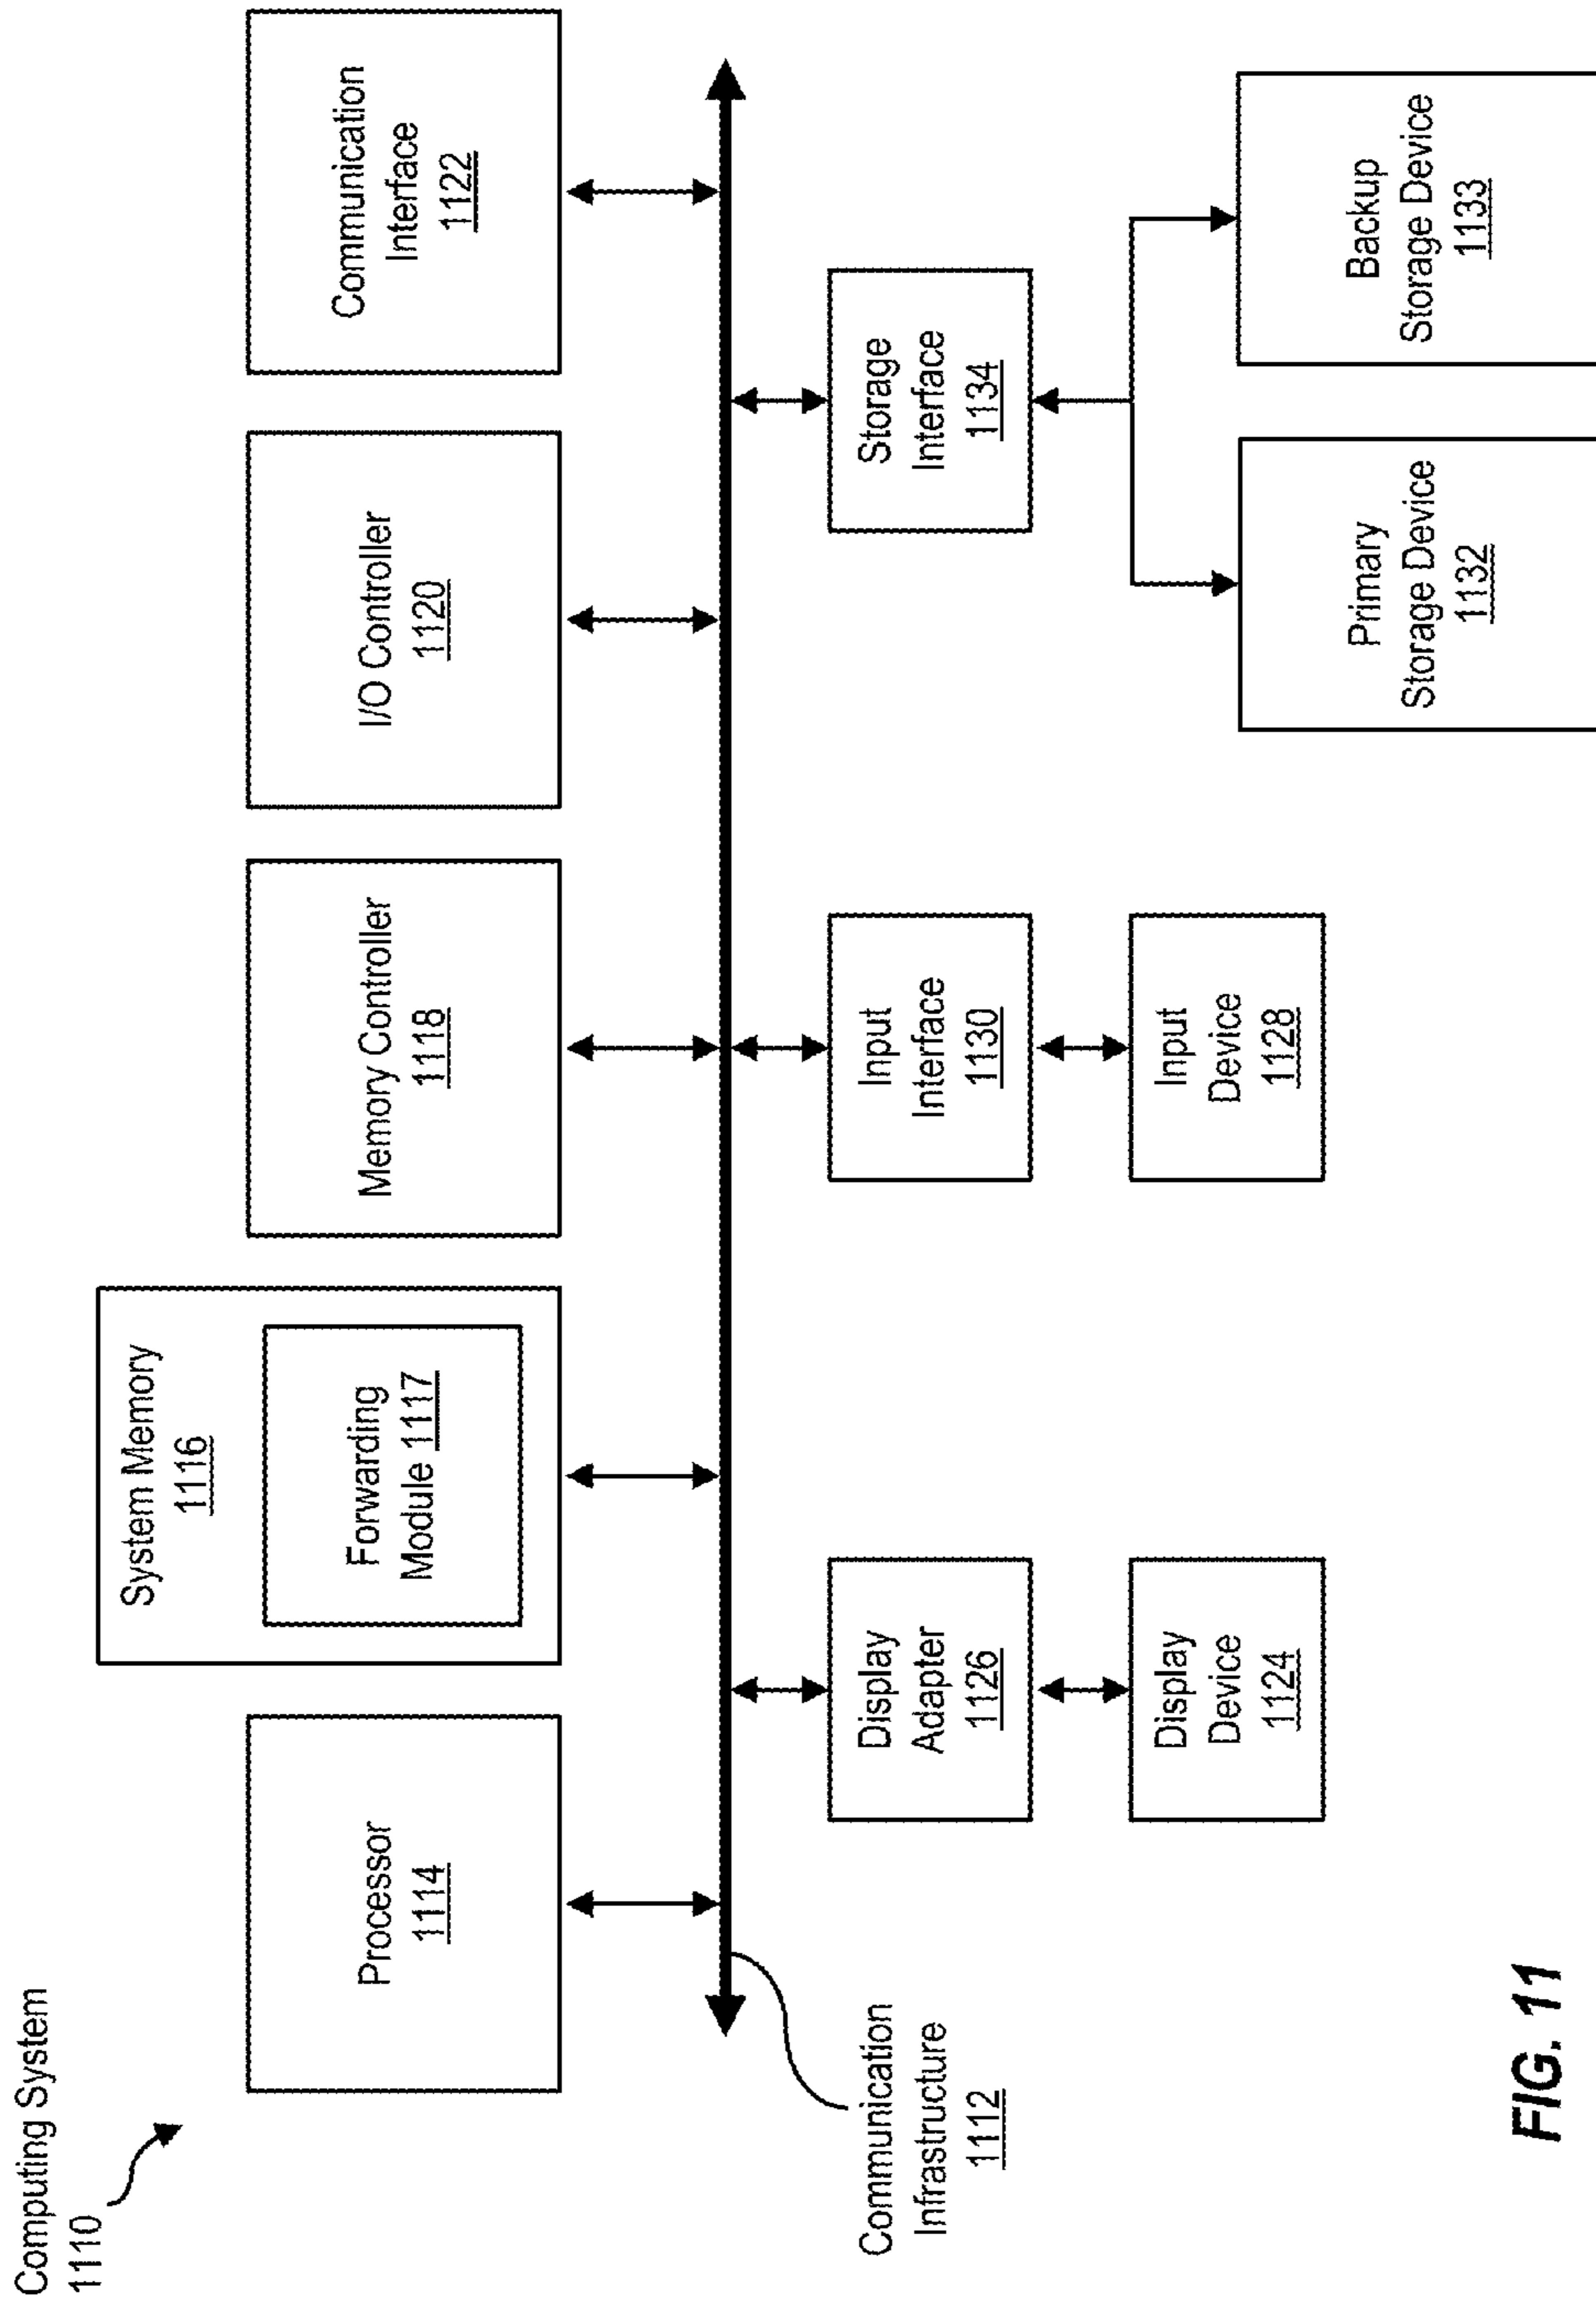 Computing System
1110
Processor
1114
System Memory
1116
Forwarding
Module 1117
Memory Controller
1118
I/O Controller
1120
Communication
Interface
1122
Communication
Infrastructure
1112
Display
Adapter
1126
Input
Interface
1130
Storage
Interface
1134
Display
Device
1124
Input
Device
1128
Primary
Storage Device
1132
Backup
Storage Device
1133
FIG. 11